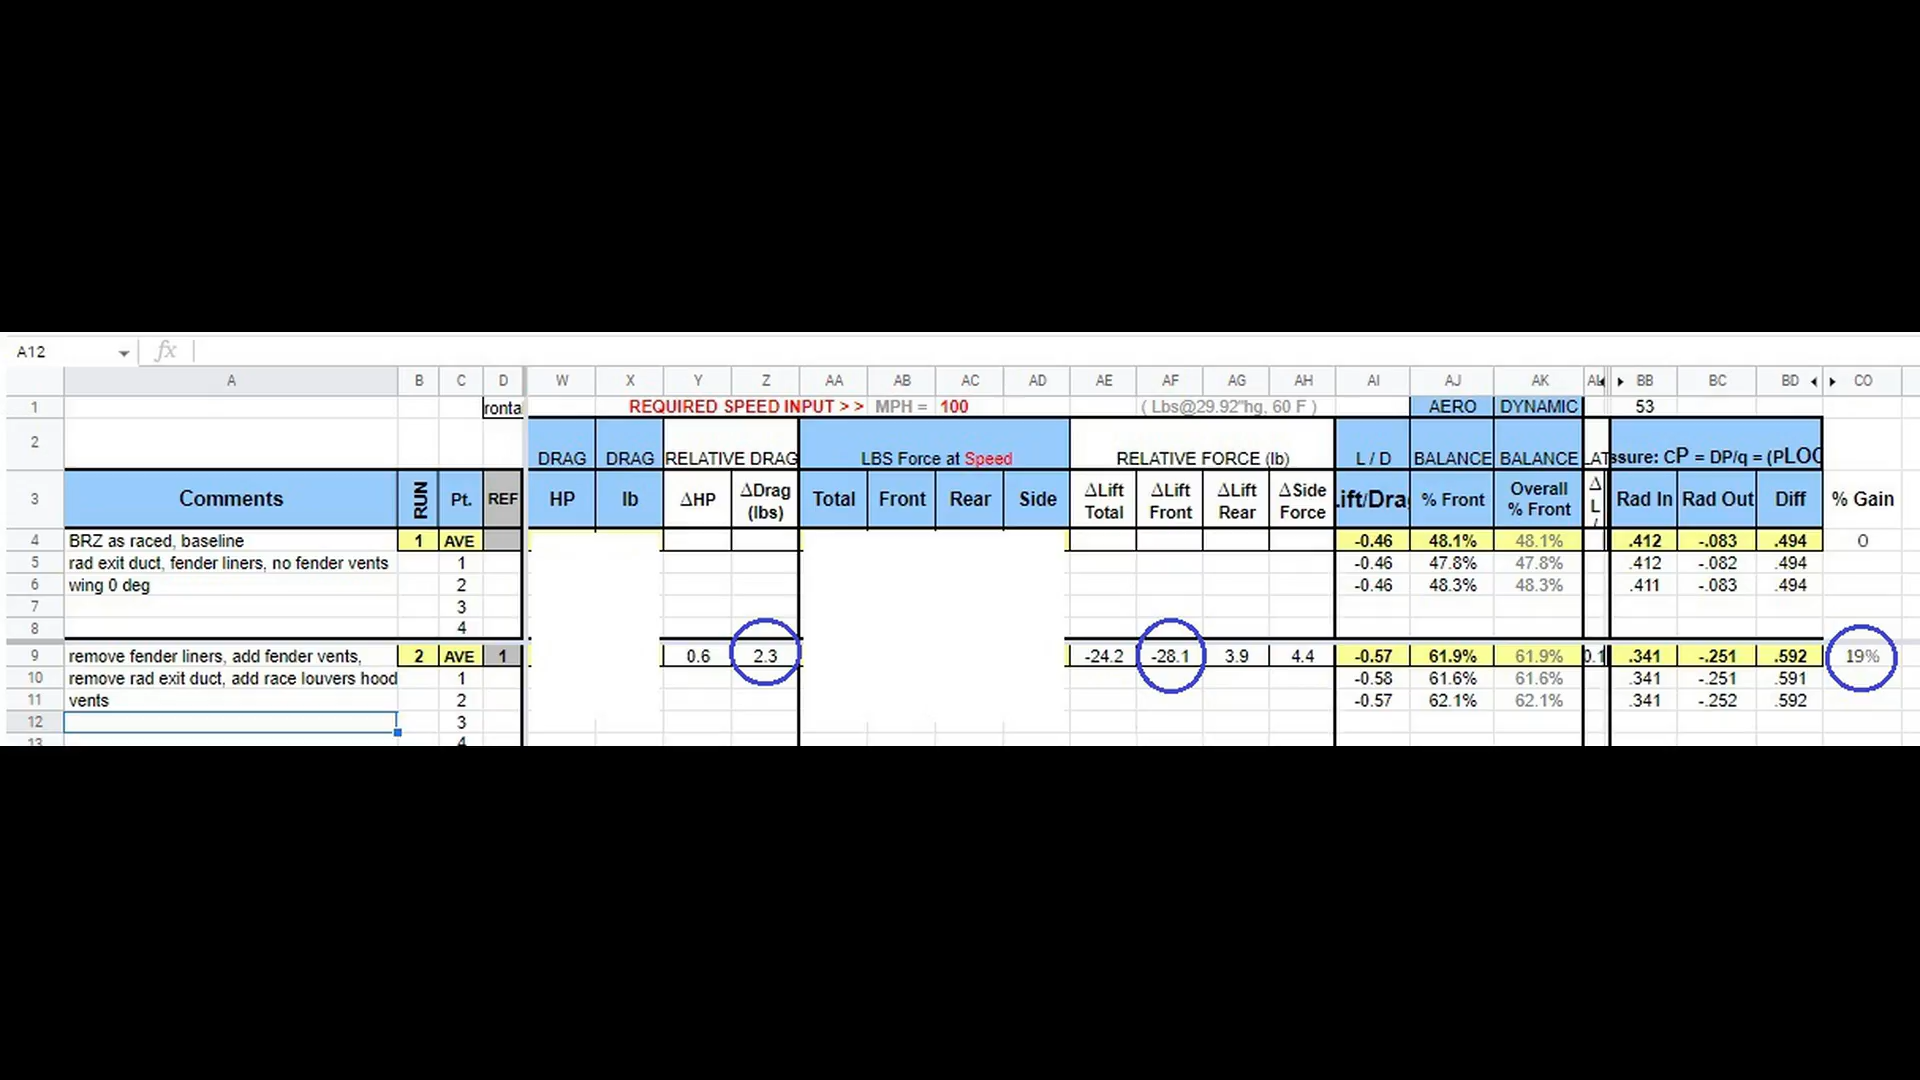 A12 fx
A B C D W X Y Z AA AB AC AD AE AF AG AH AI AJ AK BB BC BD CO
1 ronta REQUIRED SPEED INPUT > > MPH = 100 ( Lbs@29.92"hg, 60 F ) AERO DYNAMIC 53
2 DRAG DRAG RELATIVE DRAG LBS Force at Speed RELATIVE FORCE (lb) L / D BALANCE BALANCE LAT ssure: CP = DP/q = (PLOC
3 Comments RUN Pt. REF HP lb ΔHP ΔDrag (lbs) Total Front Rear Side ΔLift Total ΔLift Front ΔLift Rear ΔSide Force Lift/Drag % Front Overall % Front Δ L / Rad In Rad Out Diff % Gain
4 BRZ as raced, baseline 1 AVE -0.46 48.1% 48.1% .412 -.083 .494 0
5 rad exit duct, fender liners, no fender vents 1 -0.46 47.8% 47.8% .412 -.082 .494
6 wing 0 deg 2 -0.46 48.3% 48.3% .411 -.083 .494
7 3
8 4
9 remove fender liners, add fender vents, 2 AVE 1 0.6 2.3 -24.2 -28.1 3.9 4.4 -0.57 61.9% 61.9% 0.1 .341 -.251 .592 19%
10 remove rad exit duct, add race louvers hood 1 -0.58 61.6% 61.6% .341 -.251 .591
11 vents 2 -0.57 62.1% 62.1% .341 -.252 .592
12 3
13 4